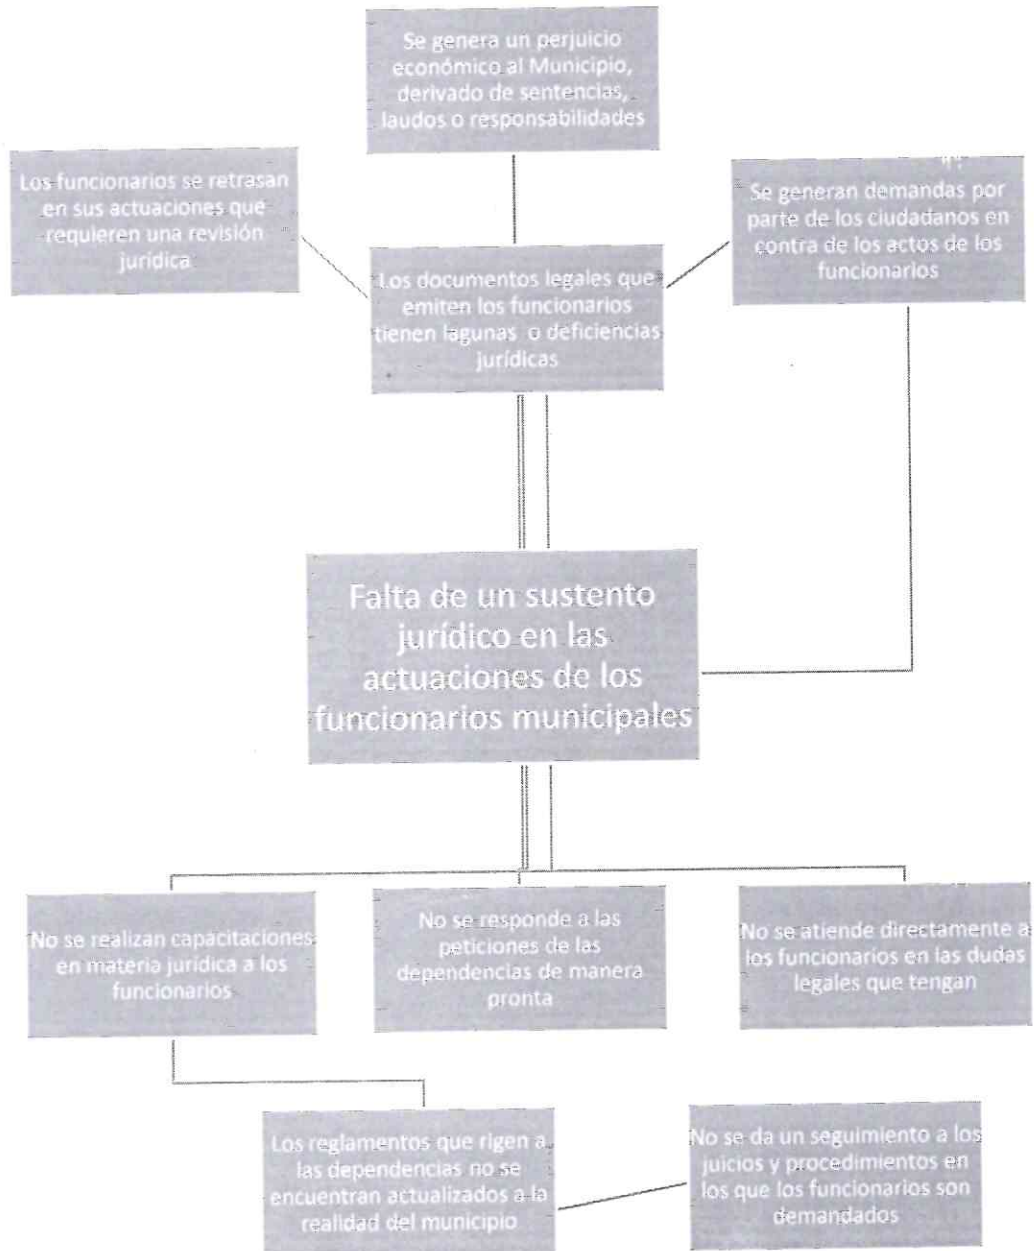 Se genera un perjuicio
económico al Municipio,
derivado de sentencias,
laudos o responsabilidades
Los funcionarios se retrasan
en sus actuaciones que
requieren una revisión
jurídica
Se generan demandas por
parte de los ciudadanos en
contra de los actos de los
funcionarios
Los documentos legales que
emiten los funcionarios
tienen lagunas o deficiencias
jurídicas
Falta de un sustento
jurídico en las
actuaciones de los
funcionarios municipales
No se realizan capacitaciones
en materia jurídica a los
funcionarios
No se responde a las
peticiones de las
dependencias de manera
pronta
No se atiende directamente a
los funcionarios en las dudas
legales que tengan
Los reglamentos que rigen a
las dependencias no se
encuentran actualizados a la
realidad del municipio
No se da un seguimiento a los
juicios y procedimientos en
los que los funcionarios son
demandados